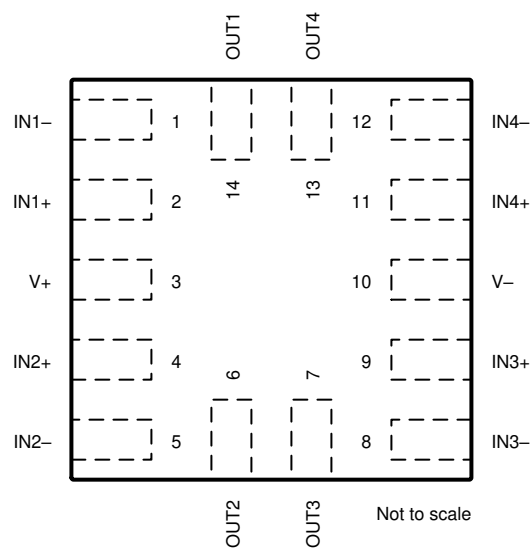 OUT1
OUT4
IN1–
1
12
IN4–
14
13
IN1+
2
11
IN4+
V+
3
10
V–
IN2+
4
6
7
9
IN3+
IN2–
5
8
IN3–
OUT2
OUT3
Not to scale